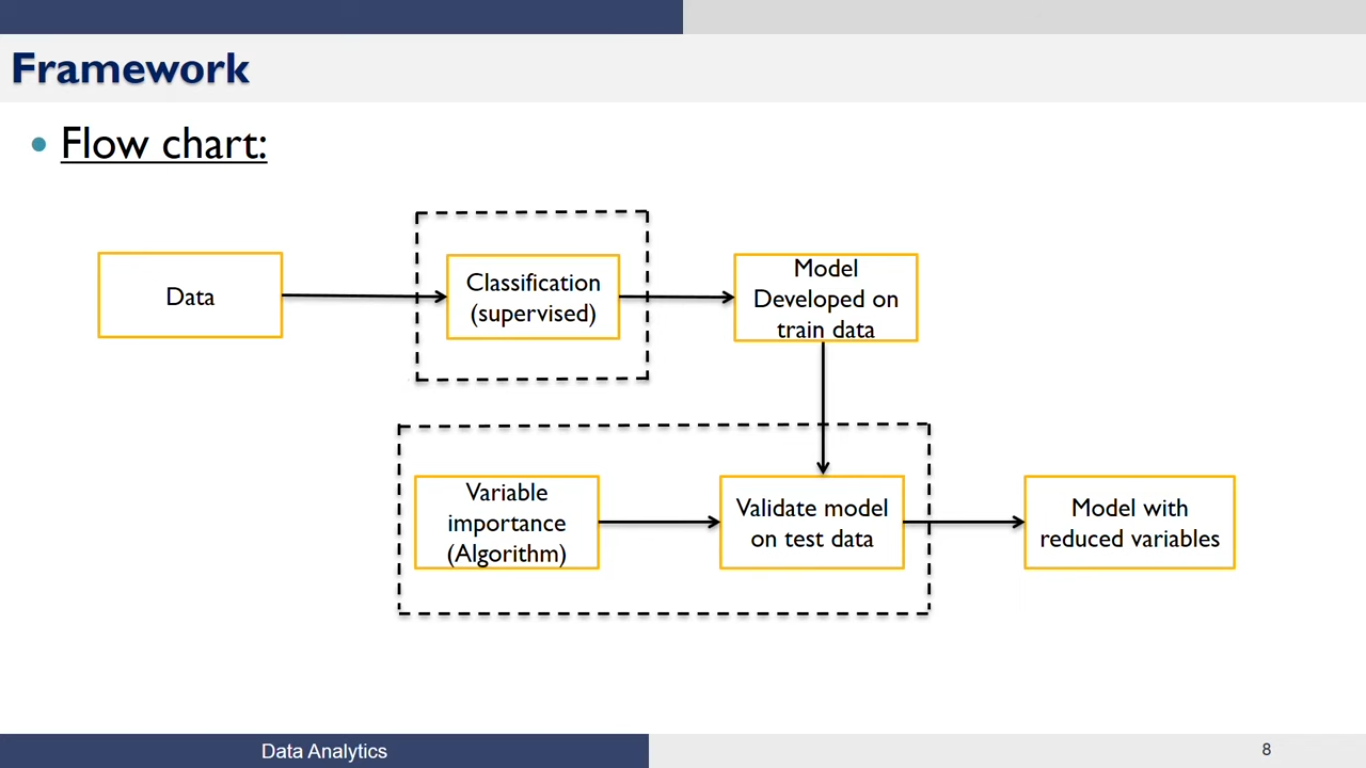 Framework
Flow chart:
Data
Classification
(supervised)
Model
Developed on
train data
Variable
importance
(Algorithm)
Validate model
on test data
Model with
reduced variables
Data Analytics
8